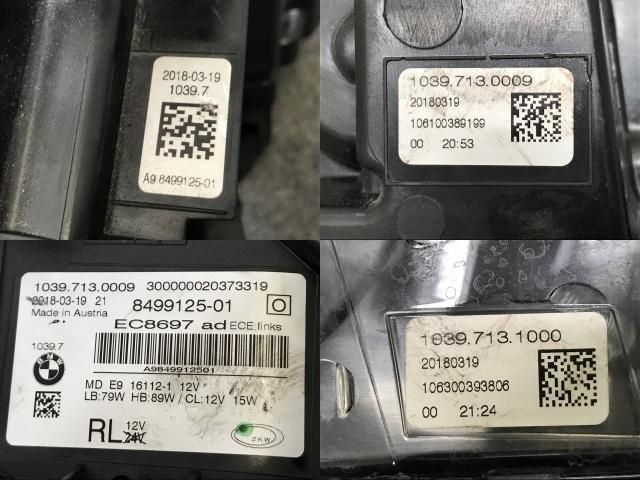 2018-03-19
1039.7
A9 8499125-01
1039.713.0009
20180319
106100389199
00 20:53
1039.713.0009 300000020373319
2018-03-19 21 8499125-01
Made in Austria EC8697 ad ECE links
A9849912501
1039.7
BMW
MD E9 16112-1 12V
LB:79W HB:89W / CL:12V 15W
RL 12V
24V
ZKW
1039.713.1000
20180319
106300393806
00 21:24